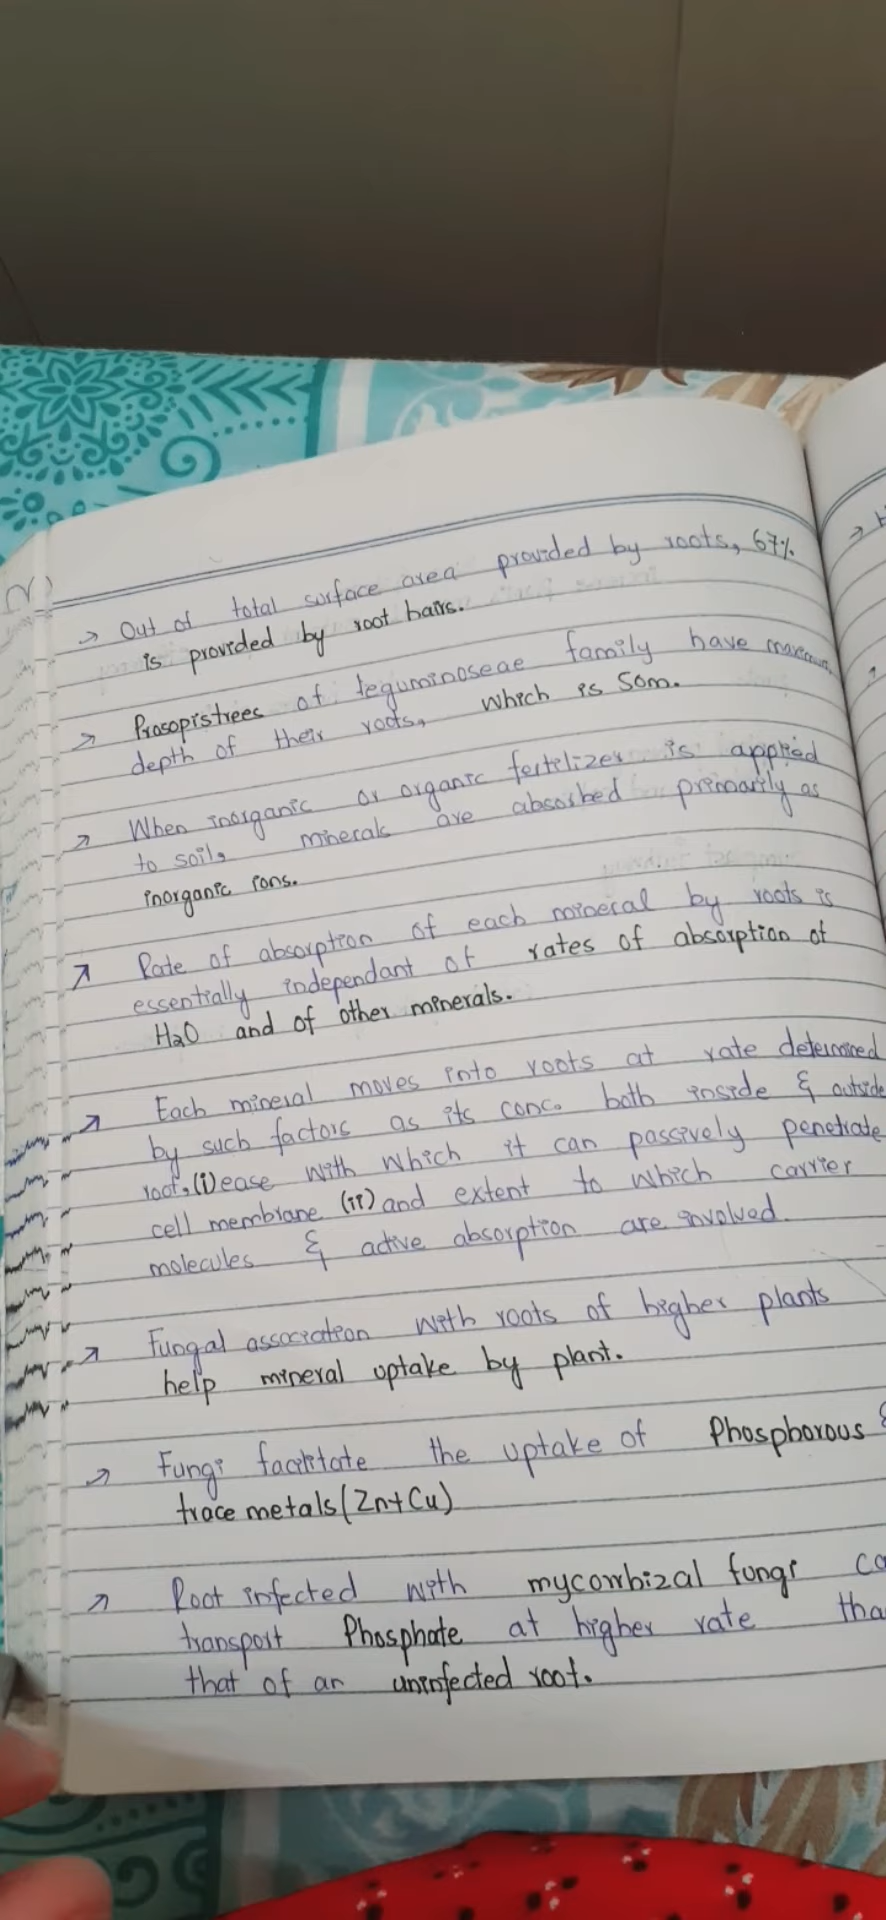 → Out of total surface area provided by roots, 67%
is provided by root hairs.
→ Prosopistrees of leguminoseae family have maximum
depth of their roots, which is 50m.
→ When inorganic or organic fertilizer is applied
to soil, minerals are absorbed primarily as
inorganic ions.
→ Rate of absorption of each mineral by roots is
essentially independant of rates of absorption of
H2O and of other minerals.
→ Each mineral moves into roots at rate determined
by such factors as its conc. both inside & outside
root, (i) ease with which it can passively penetrate
cell membrane (ii) and extent to which carrier
molecules & active absorption are involved.
→ Fungal association with roots of higher plants
help mineral uptake by plant.
→ Fungi facilitate the uptake of Phosphorous &
trace metals (Zn+Cu)
→ Root infected with mycorrhizal fungi ca
transport Phosphate at higher rate tha
that of an uninfected root.